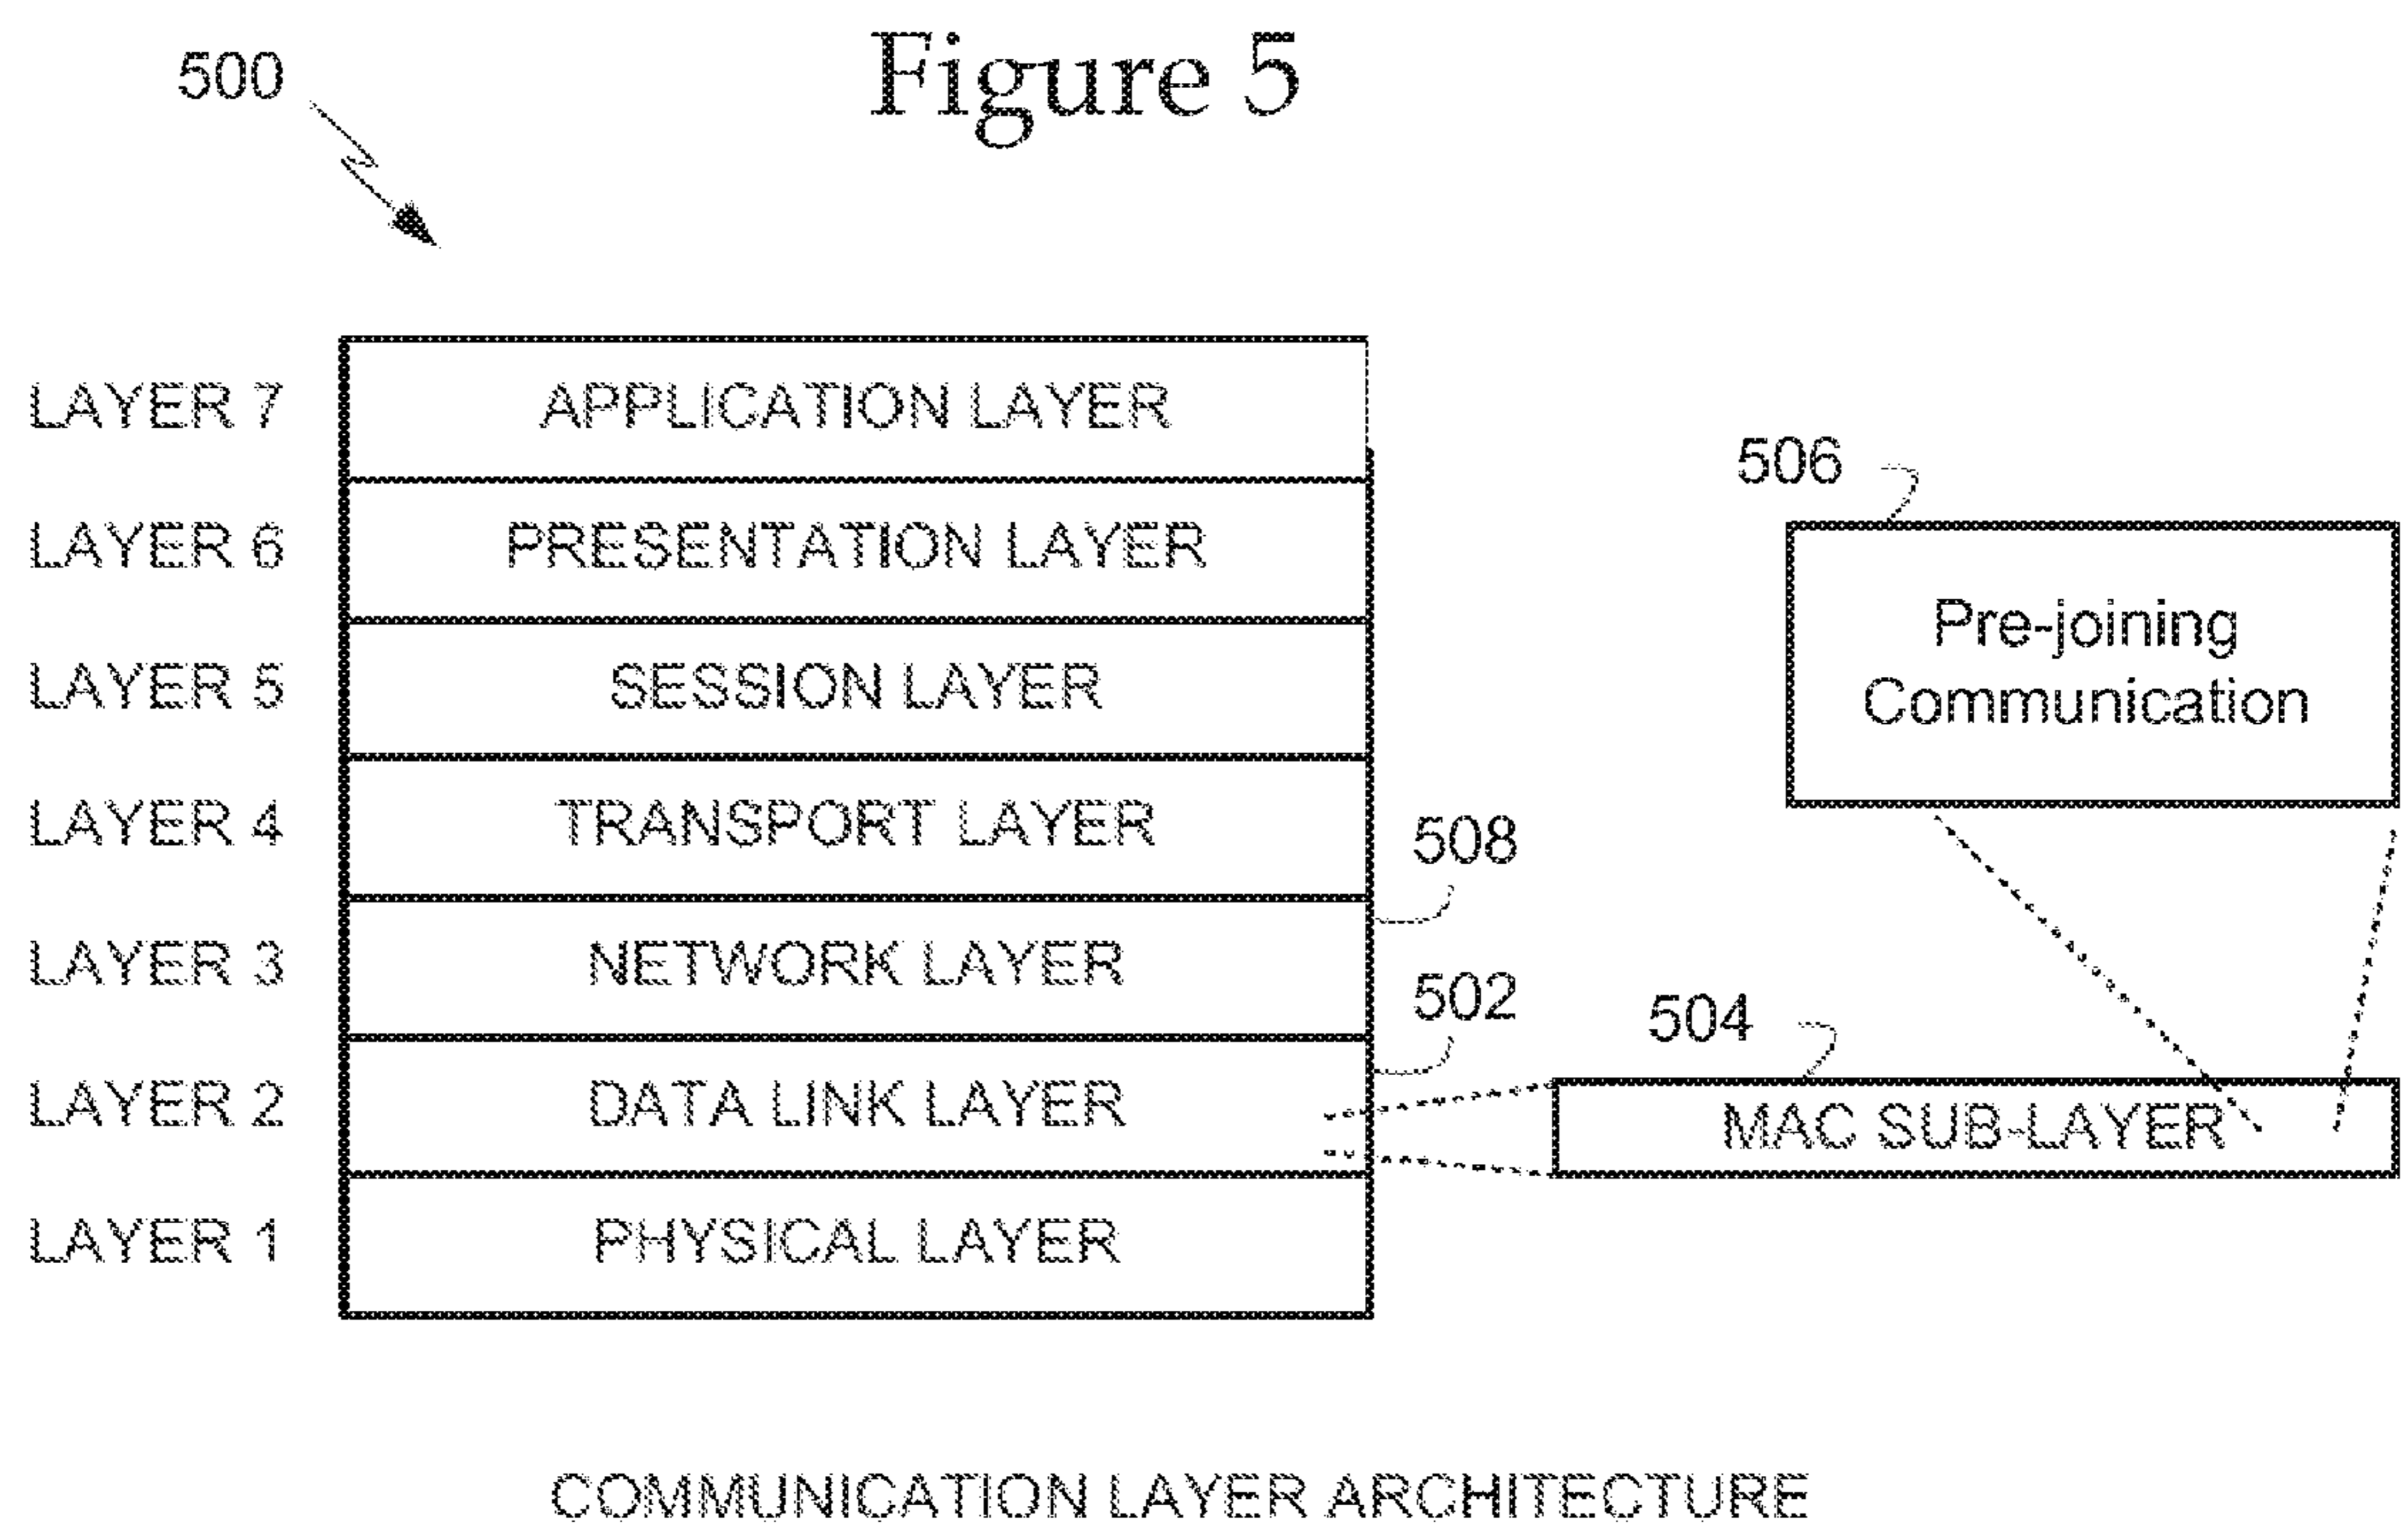 Figure 5
500
LAYER 7
APPLICATION LAYER
LAYER 6
PRESENTATION LAYER
LAYER 5
SESSION LAYER
LAYER 4
TRANSPORT LAYER
LAYER 3
NETWORK LAYER
LAYER 2
DATA LINK LAYER
LAYER 1
PHYSICAL LAYER
508
502
504
MAC SUB-LAYER
506
Pre-joining
Communication
COMMUNICATION LAYER ARCHITECTURE